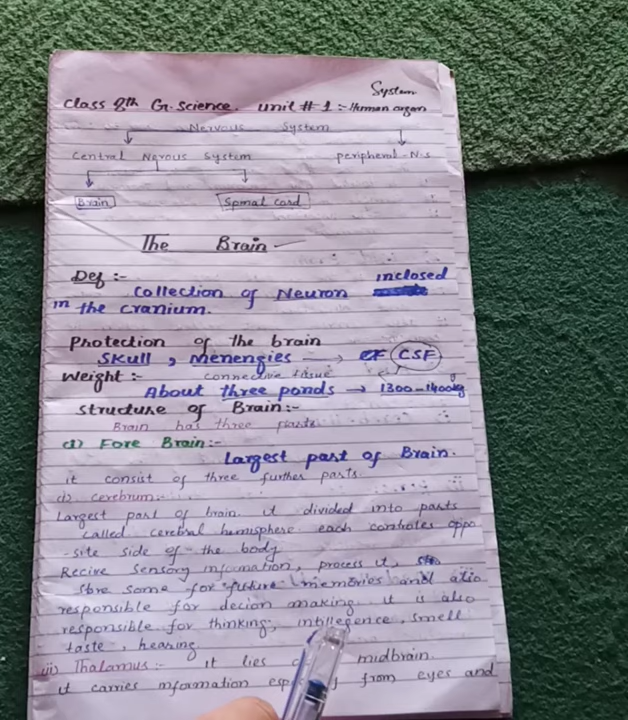 System
Class 8th G.Science. unit # 1 :- Human organ
Nervous System
Central Nervous System peripheral-N.s
Brain Spinal cord
The Brain
Def :- inclosed
Collection of Neuron
in the cranium.
Protection of the brain
Skull , Menengies → CSF
connective tissue
Weight :-
About three ponds → 1300-1400kg
structure of Brain:-
Brain has three parts
(1) Fore Brain:-
Largest part of Brain.
it consist of three further parts.
(i) cerebrum:-
Largest part of brain it divided into parts
called cerebral hemisphere each controles oppo
-site side of the body
Recive sensory information, process it,
store some for future memories and
responsible for decion making. it is also
responsible for thinking, intillegence, smell
taste, hearing.
(ii) Thalamus:- it lies midbrain.
it carries information from eyes and